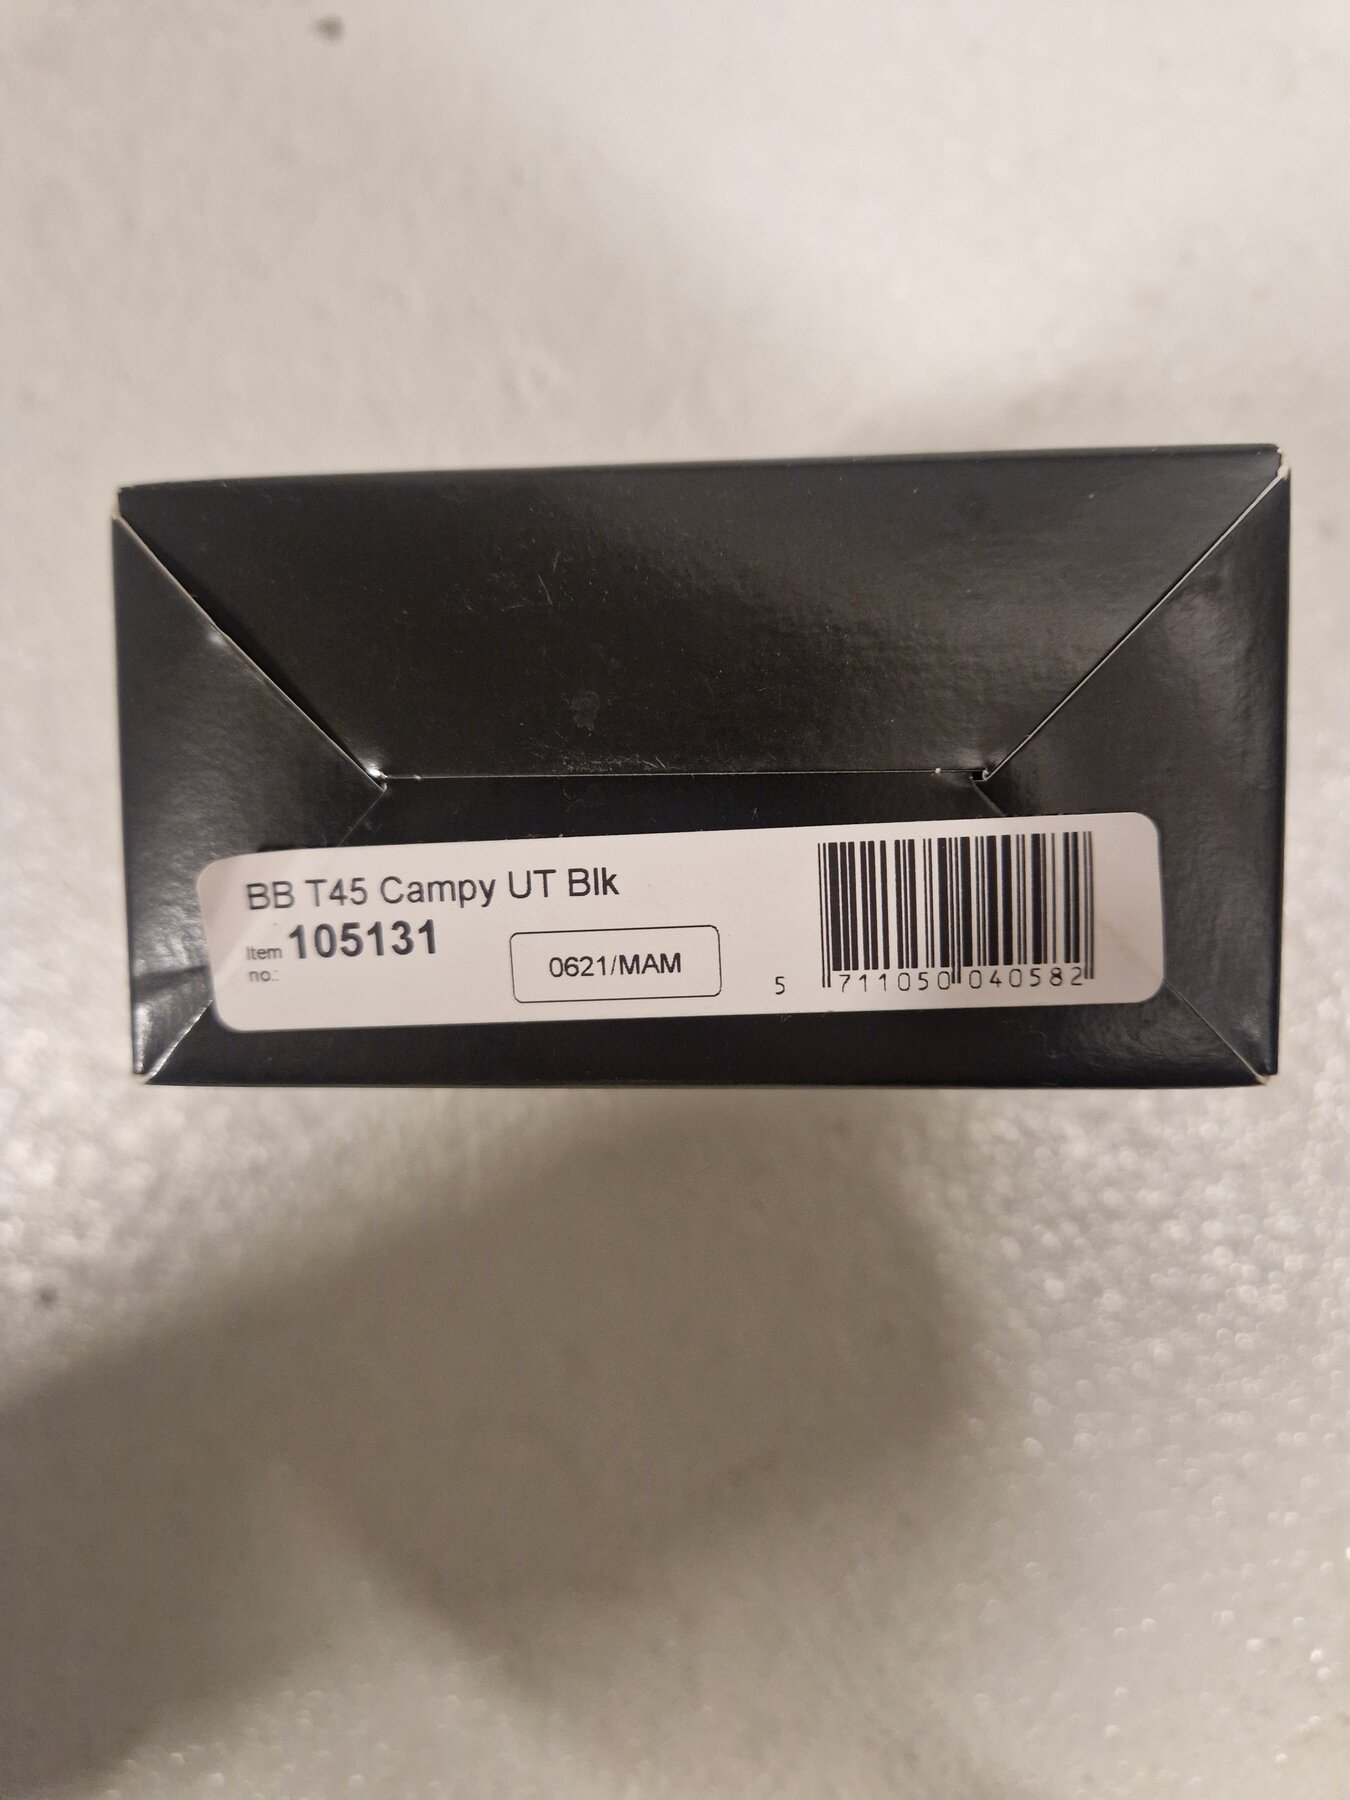 BB T45 Campy UT Blk
Item no.: 105131
0621/MAM
5 711050 040582